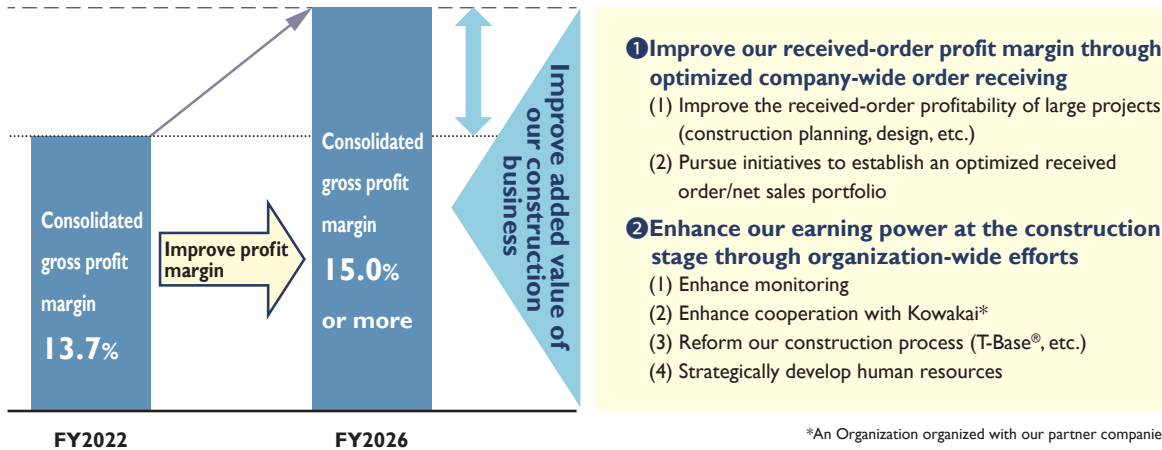 Consolidated
gross profit
margin
13.7%
Improve profit
margin
Consolidated
gross profit
margin
15.0%
or more
Improve added value of
our construction
business
FY2022
FY2026
❶Improve our received-order profit margin through
optimized company-wide order receiving
(1) Improve the received-order profitability of large projects
(construction planning, design, etc.)
(2) Pursue initiatives to establish an optimized received
order/net sales portfolio
❷Enhance our earning power at the construction
stage through organization-wide efforts
(1) Enhance monitoring
(2) Enhance cooperation with Kowakai*
(3) Reform our construction process (T-Base®, etc.)
(4) Strategically develop human resources
*An Organization organized with our partner companie